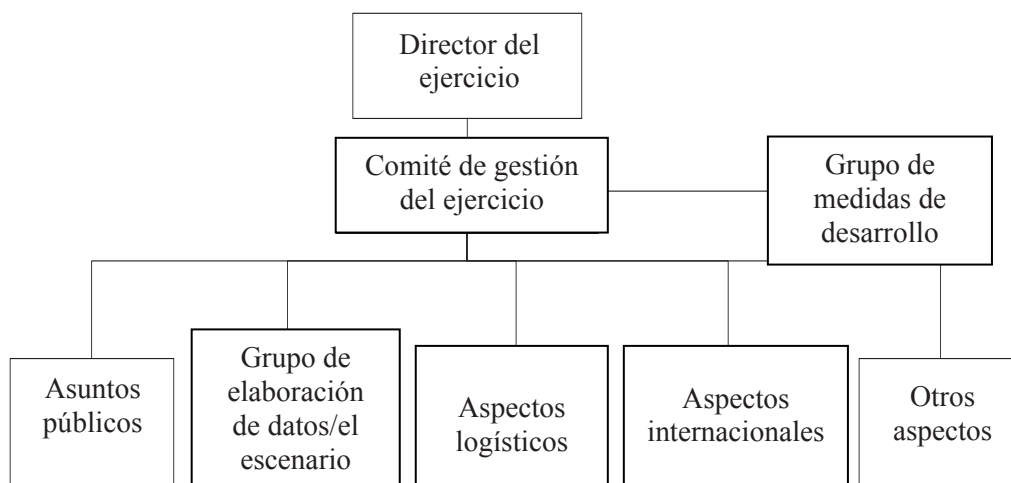 Director del
ejercicio
Comité de gestión
del ejercicio
Grupo de
medidas de
desarrollo
Asuntos
públicos
Grupo de
elaboración
de datos/el
escenario
Aspectos
logísticos
Aspectos
internacionales
Otros
aspectos